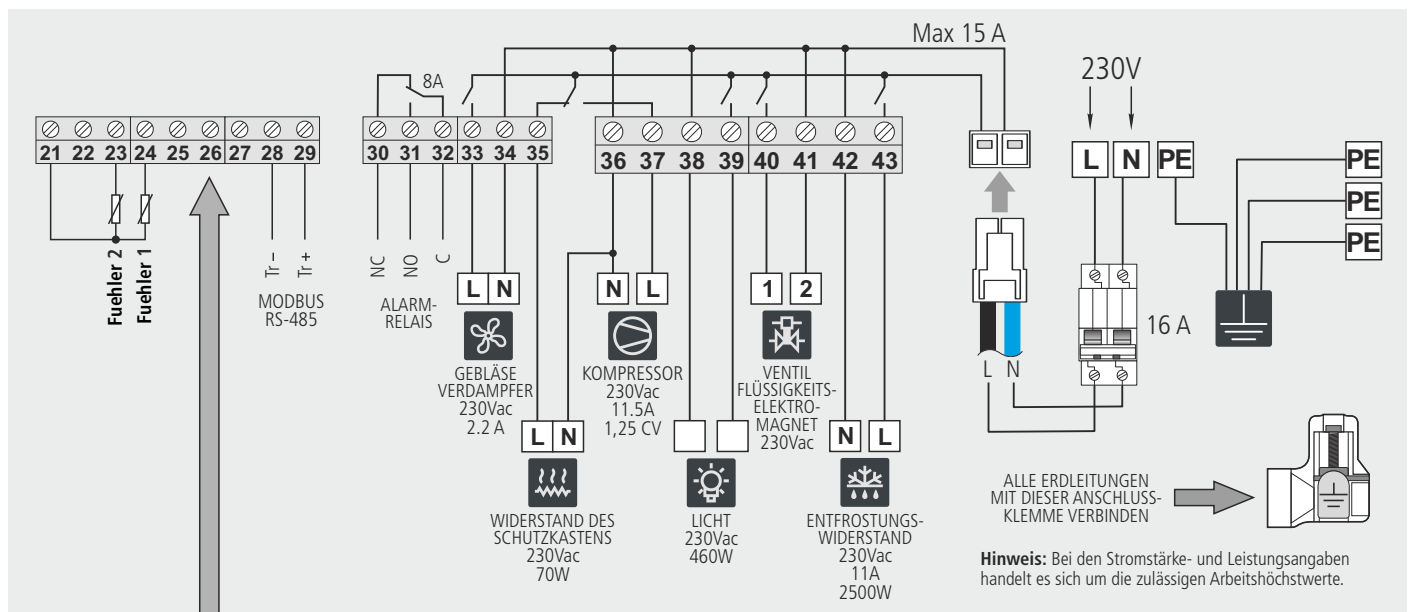 Max 15 A
230V
8A
21 22 23 24 25 26 27 28 29
30 31 32 33 34 35
36 37 38 39 40 41 42 43
L N PE
PE
PE
PE
Fuehler 2
Fuehler 1
Tr –
Tr +
MODBUS
RS-485
NC
NO
C
ALARM-
RELAIS
L N
GEBLÄSE
VERDAMPFER
230Vac
2.2 A
L N
WIDERSTAND DES
SCHUTZKASTENS
230Vac
70W
N L
KOMPRESSOR
230Vac
11.5A
1,25 CV
LICHT
230Vac
460W
1 2
VENTIL
FLÜSSIGKEITS-
ELEKTRO-
MAGNET
230Vac
N L
ENTFROSTUNGS-
WIDERSTAND
230Vac
11A
2500W
L N
16 A
ALLE ERDLEITUNGEN
MIT DIESER ANSCHLUSS-
KLEMME VERBINDEN
Hinweis: Bei den Stromstärke- und Leistungsangaben
handelt es sich um die zulässigen Arbeitshöchstwerte.